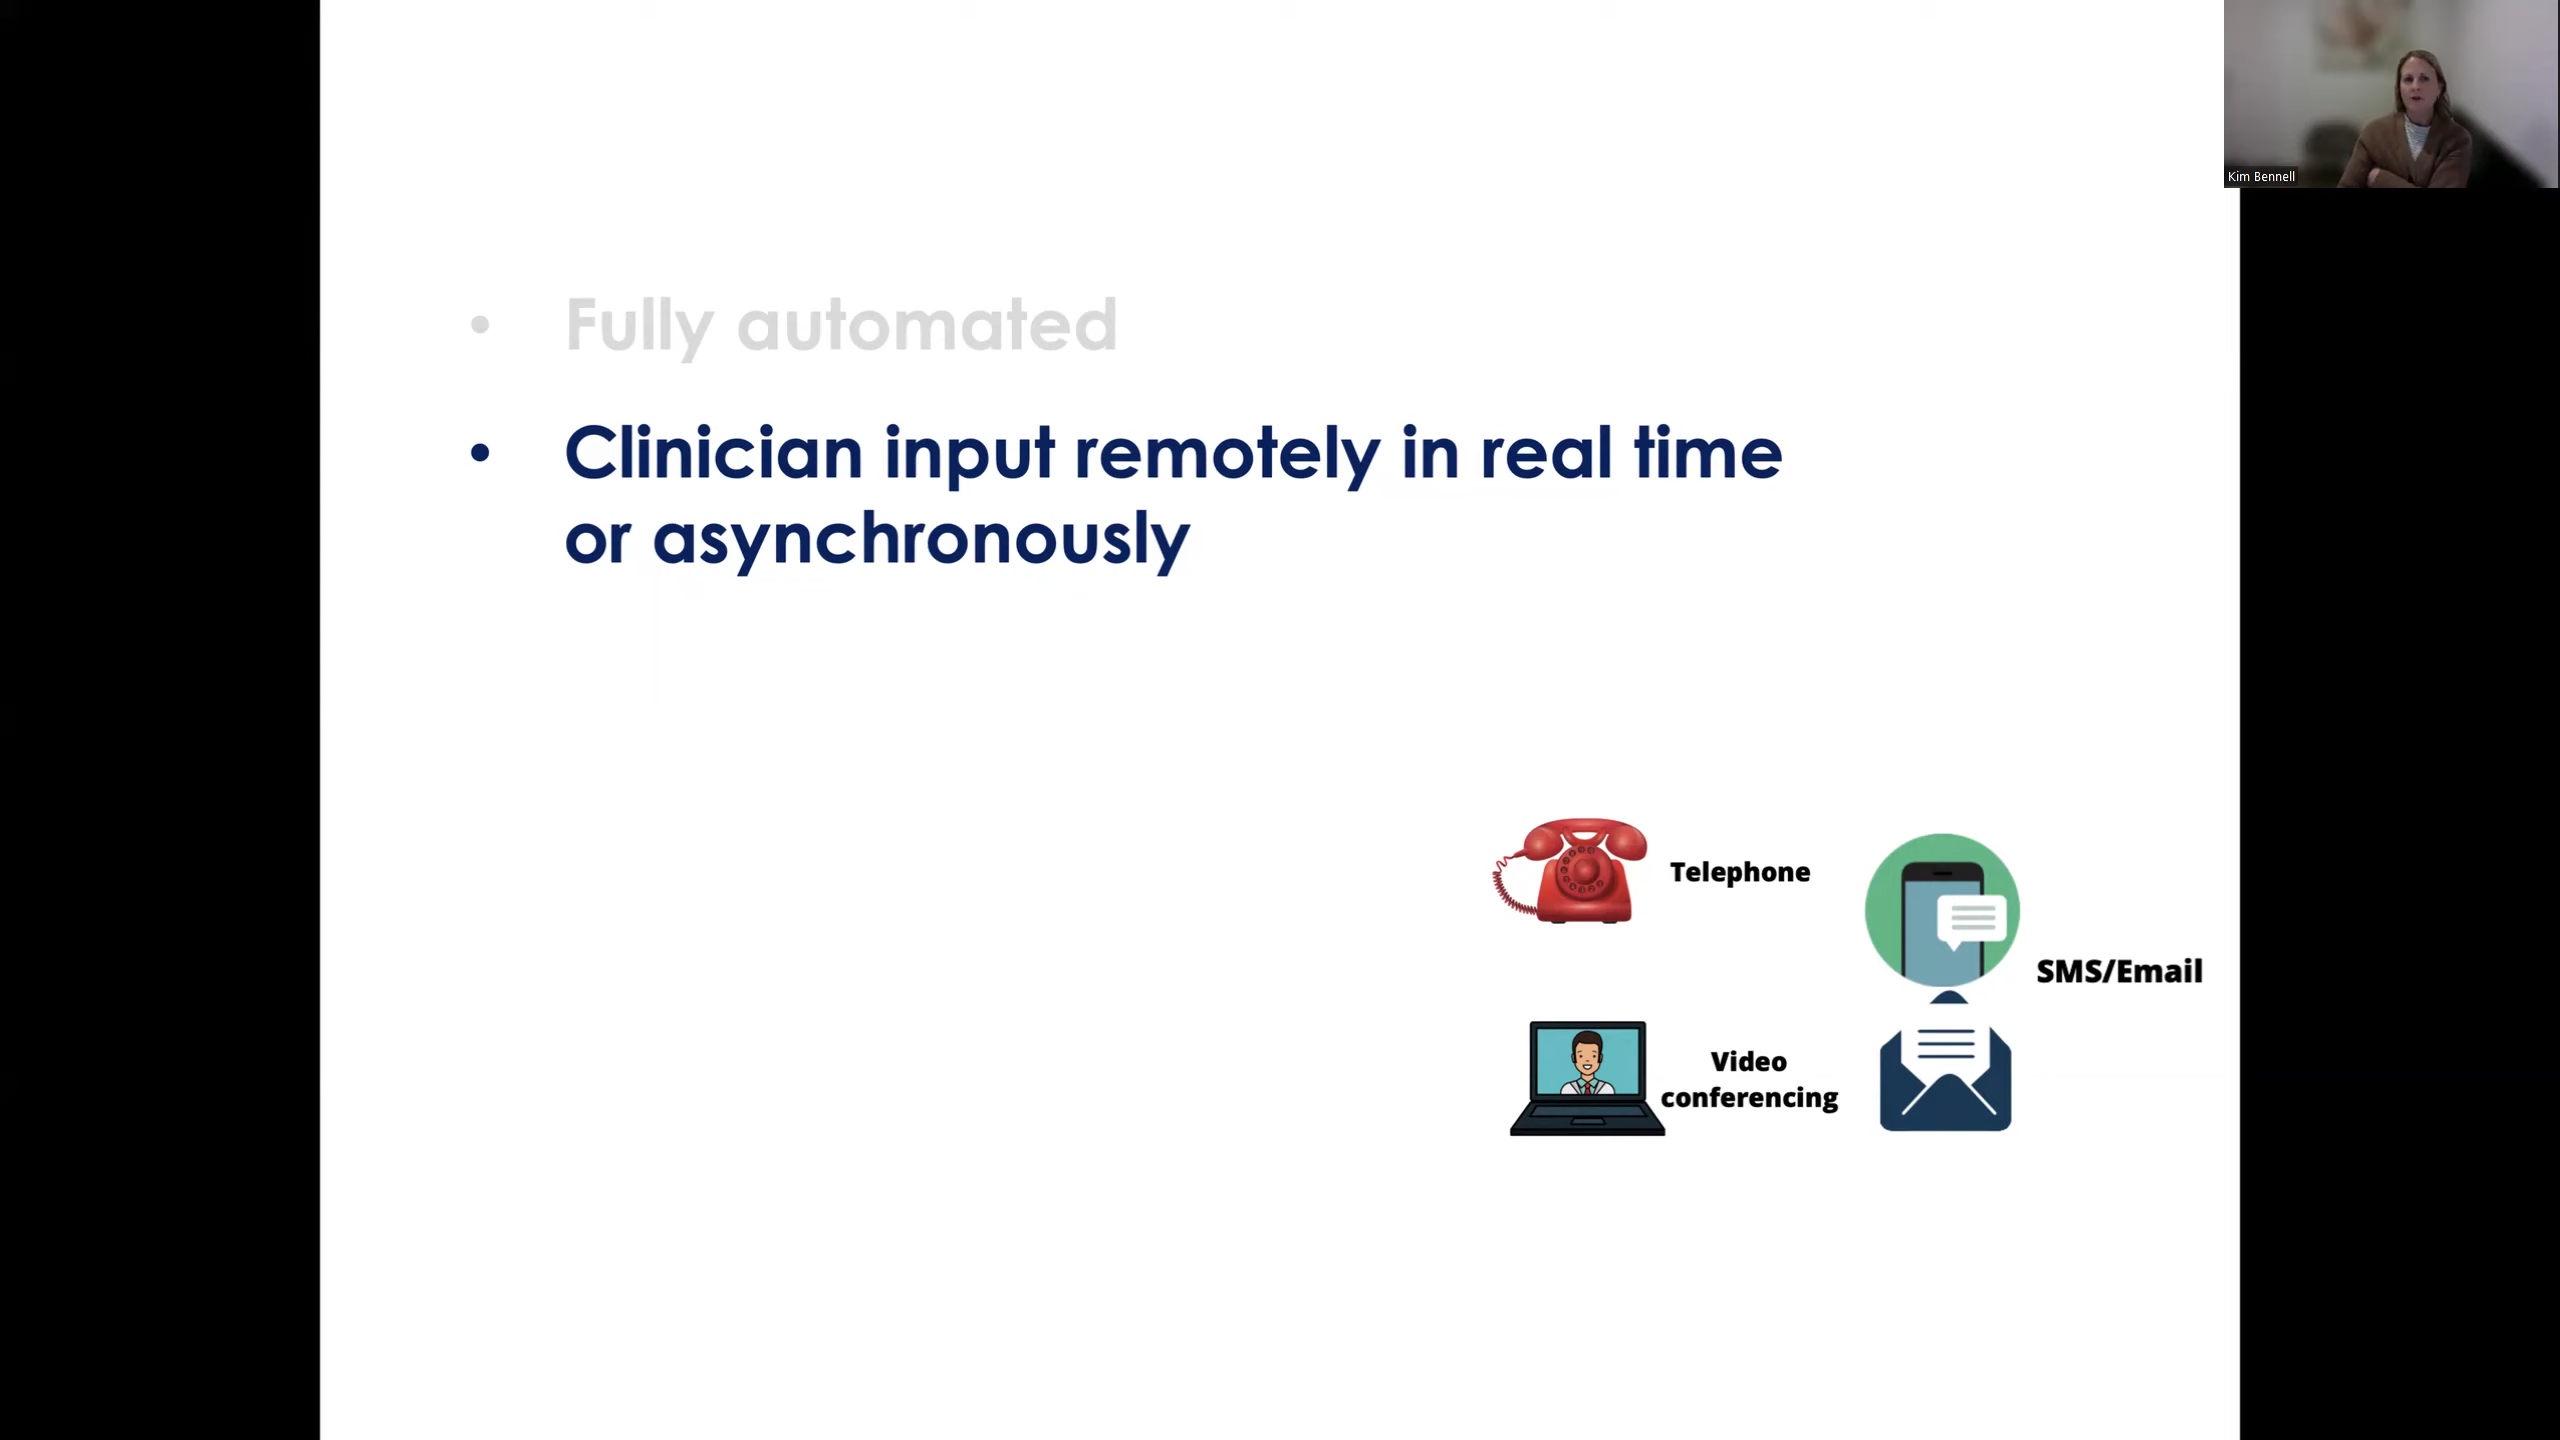 Kim Bennell
• Fully automated
• Clinician input remotely in real time
or asynchronously
Telephone
SMS/Email
Video
conferencing